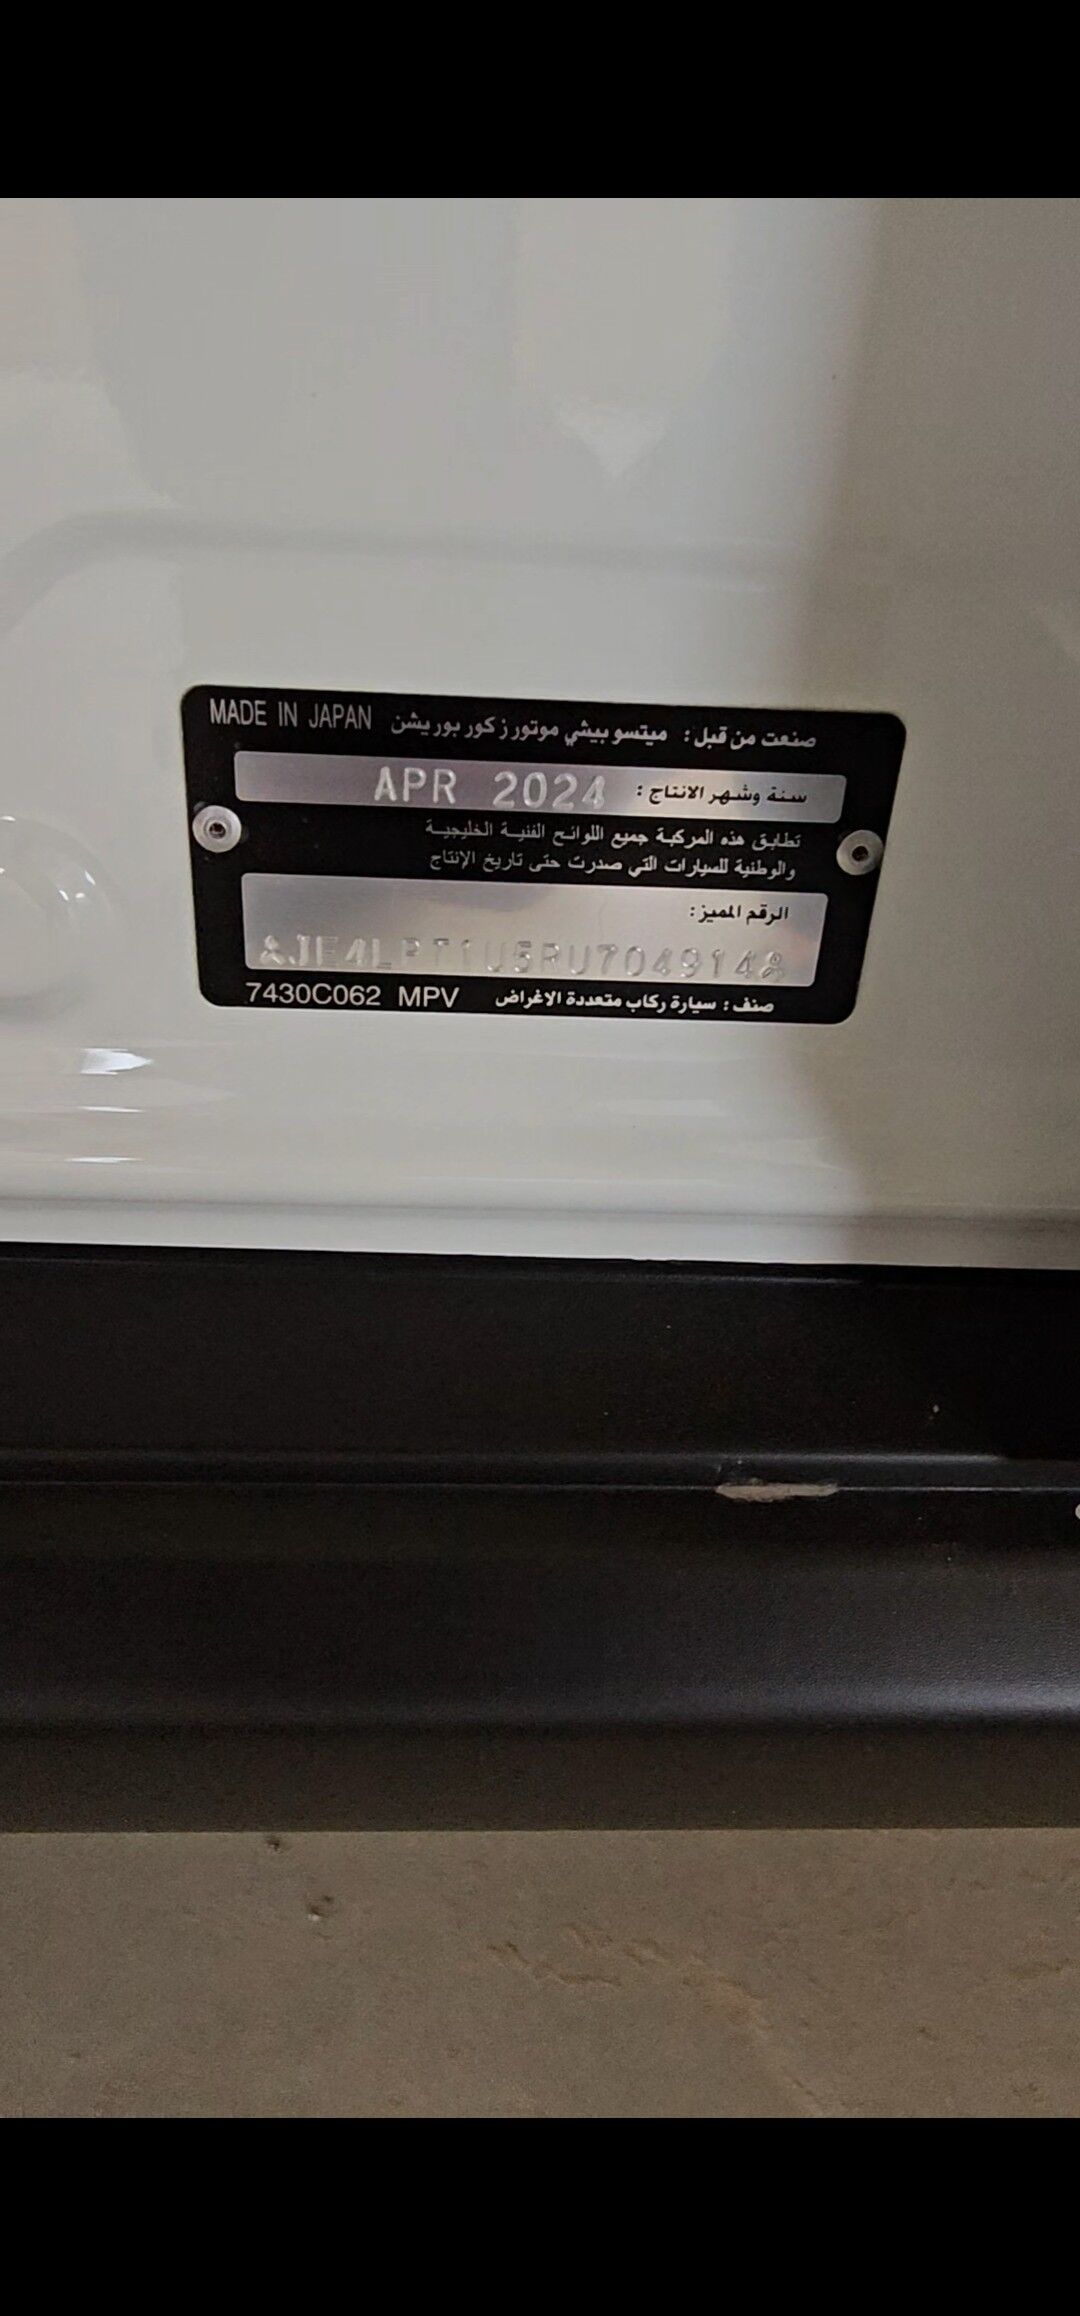 صنعت من قبل : ميتسوبيشي موتورز كوربوريشن MADE IN JAPAN
سنة وشهر الانتاج : APR 2024
تطابق هذه المركبة جميع اللوائح الفنية الخليجية
والوطنية للسيارات التي صدرت حتى تاريخ الإنتاج
الرقم المميز :
صنف : سيارة ركاب متعددة الاغراض 7430C062 MPV